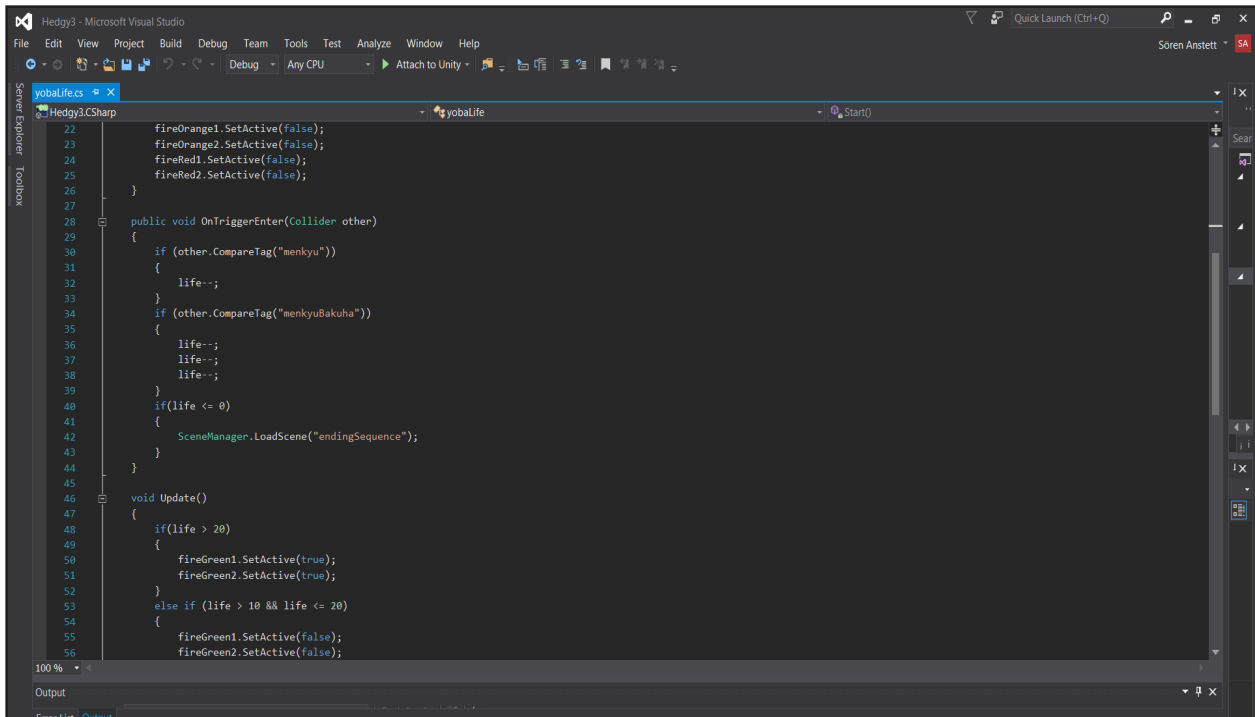 Hedgy3 - Microsoft Visual Studio
Quick Launch (Ctrl+Q)
File Edit View Project Build Debug Team Tools Test Analyze Window Help
Sören Anstett SA
Debug Any CPU Attach to Unity
Server Explorer
Toolbox
yobaLife.cs
Hedgy3.CSharp yobaLife Start()
22 fireOrange1.SetActive(false);
23 fireOrange2.SetActive(false);
24 fireRed1.SetActive(false);
25 fireRed2.SetActive(false);
26 }
27
28 public void OnTriggerEnter(Collider other)
29 {
30 if (other.CompareTag("menkyu"))
31 {
32 life--;
33 }
34 if (other.CompareTag("menkyuBakuha"))
35 {
36 life--;
37 life--;
38 life--;
39 }
40 if(life <= 0)
41 {
42 SceneManager.LoadScene("endingSequence");
43 }
44 }
45
46 void Update()
47 {
48 if(life > 20)
49 {
50 fireGreen1.SetActive(true);
51 fireGreen2.SetActive(true);
52 }
53 else if (life > 10 && life <= 20)
54 {
55 fireGreen1.SetActive(false);
56 fireGreen2.SetActive(false);
100 %
Sear
Output
Error List Output